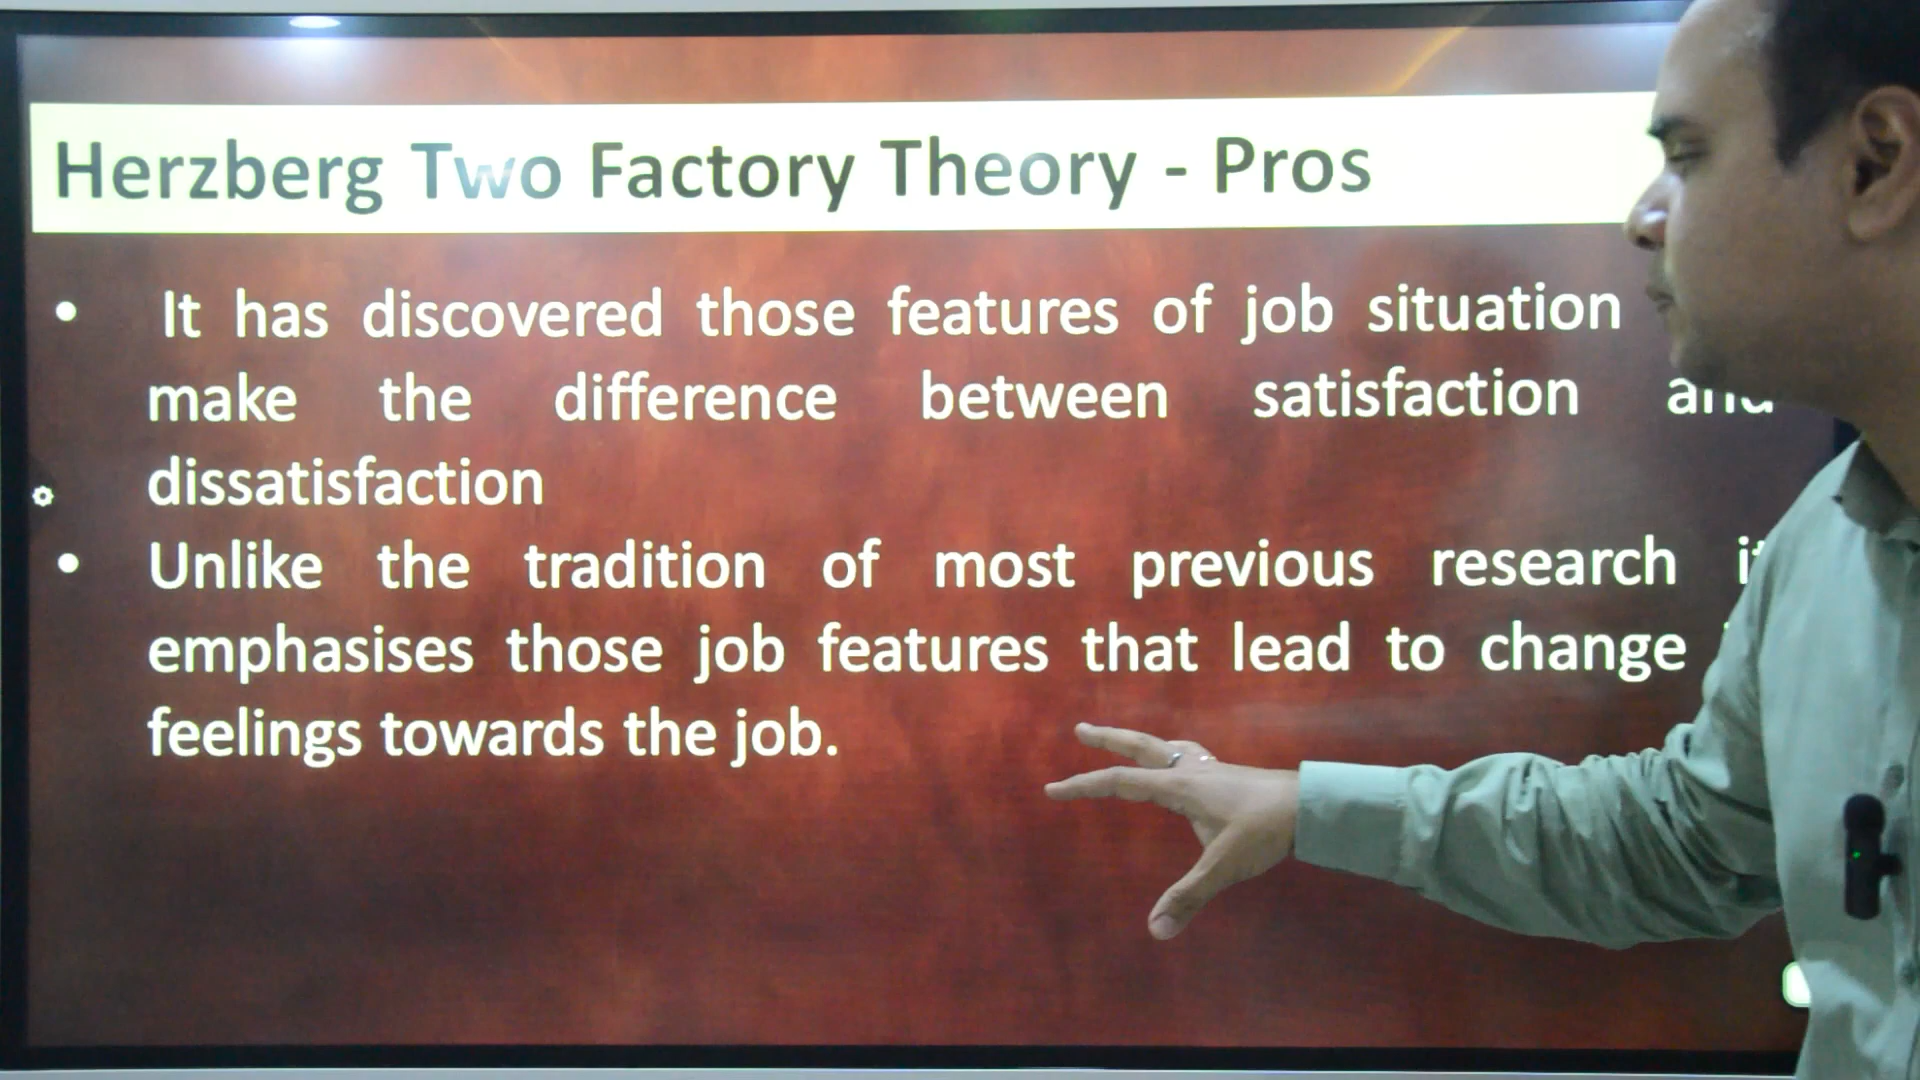 Herzberg Two Factory Theory - Pros
• It has discovered those features of job situation
make the difference between satisfaction and
dissatisfaction
• Unlike the tradition of most previous research it
emphasises those job features that lead to change
feelings towards the job.